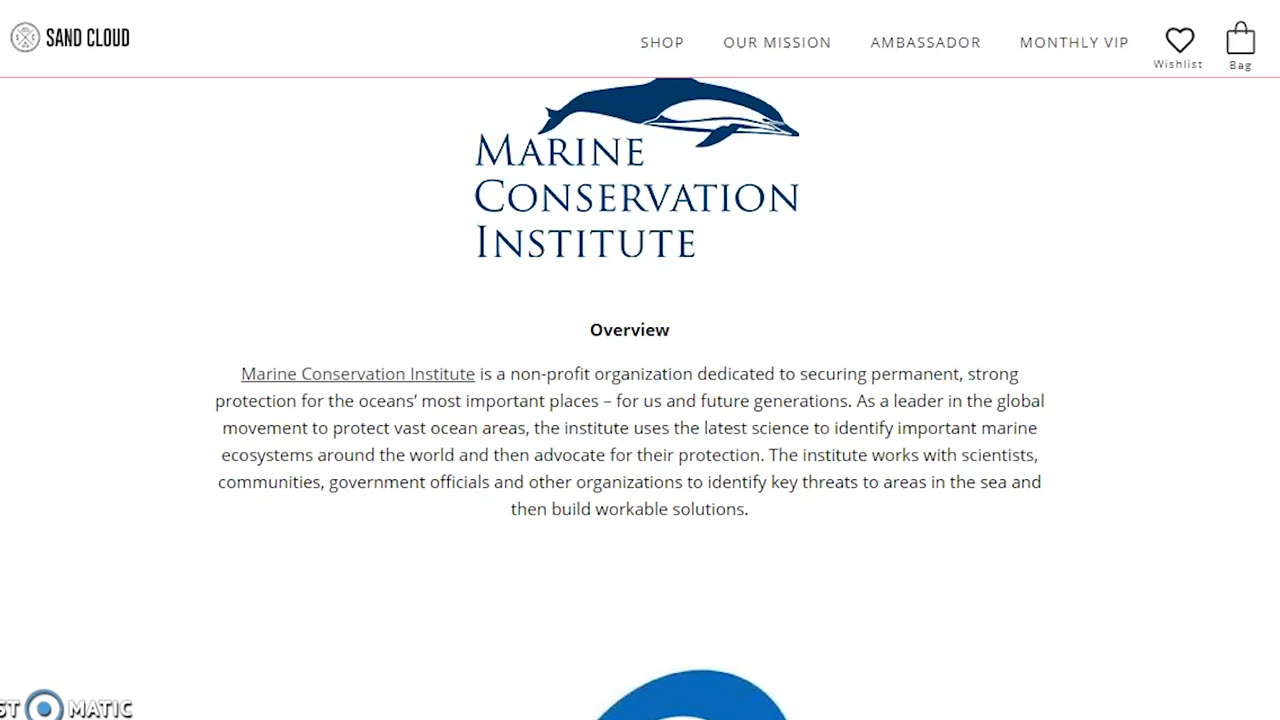 SAND CLOUD
SHOP OUR MISSION AMBASSADOR MONTHLY VIP
Wishlist Bag
MARINE
CONSERVATION
INSTITUTE
Overview
Marine Conservation Institute is a non-profit organization dedicated to securing permanent, strong
protection for the oceans’ most important places – for us and future generations. As a leader in the global
movement to protect vast ocean areas, the institute uses the latest science to identify important marine
ecosystems around the world and then advocate for their protection. The institute works with scientists,
communities, government officials and other organizations to identify key threats to areas in the sea and
then build workable solutions.
ST MATIC